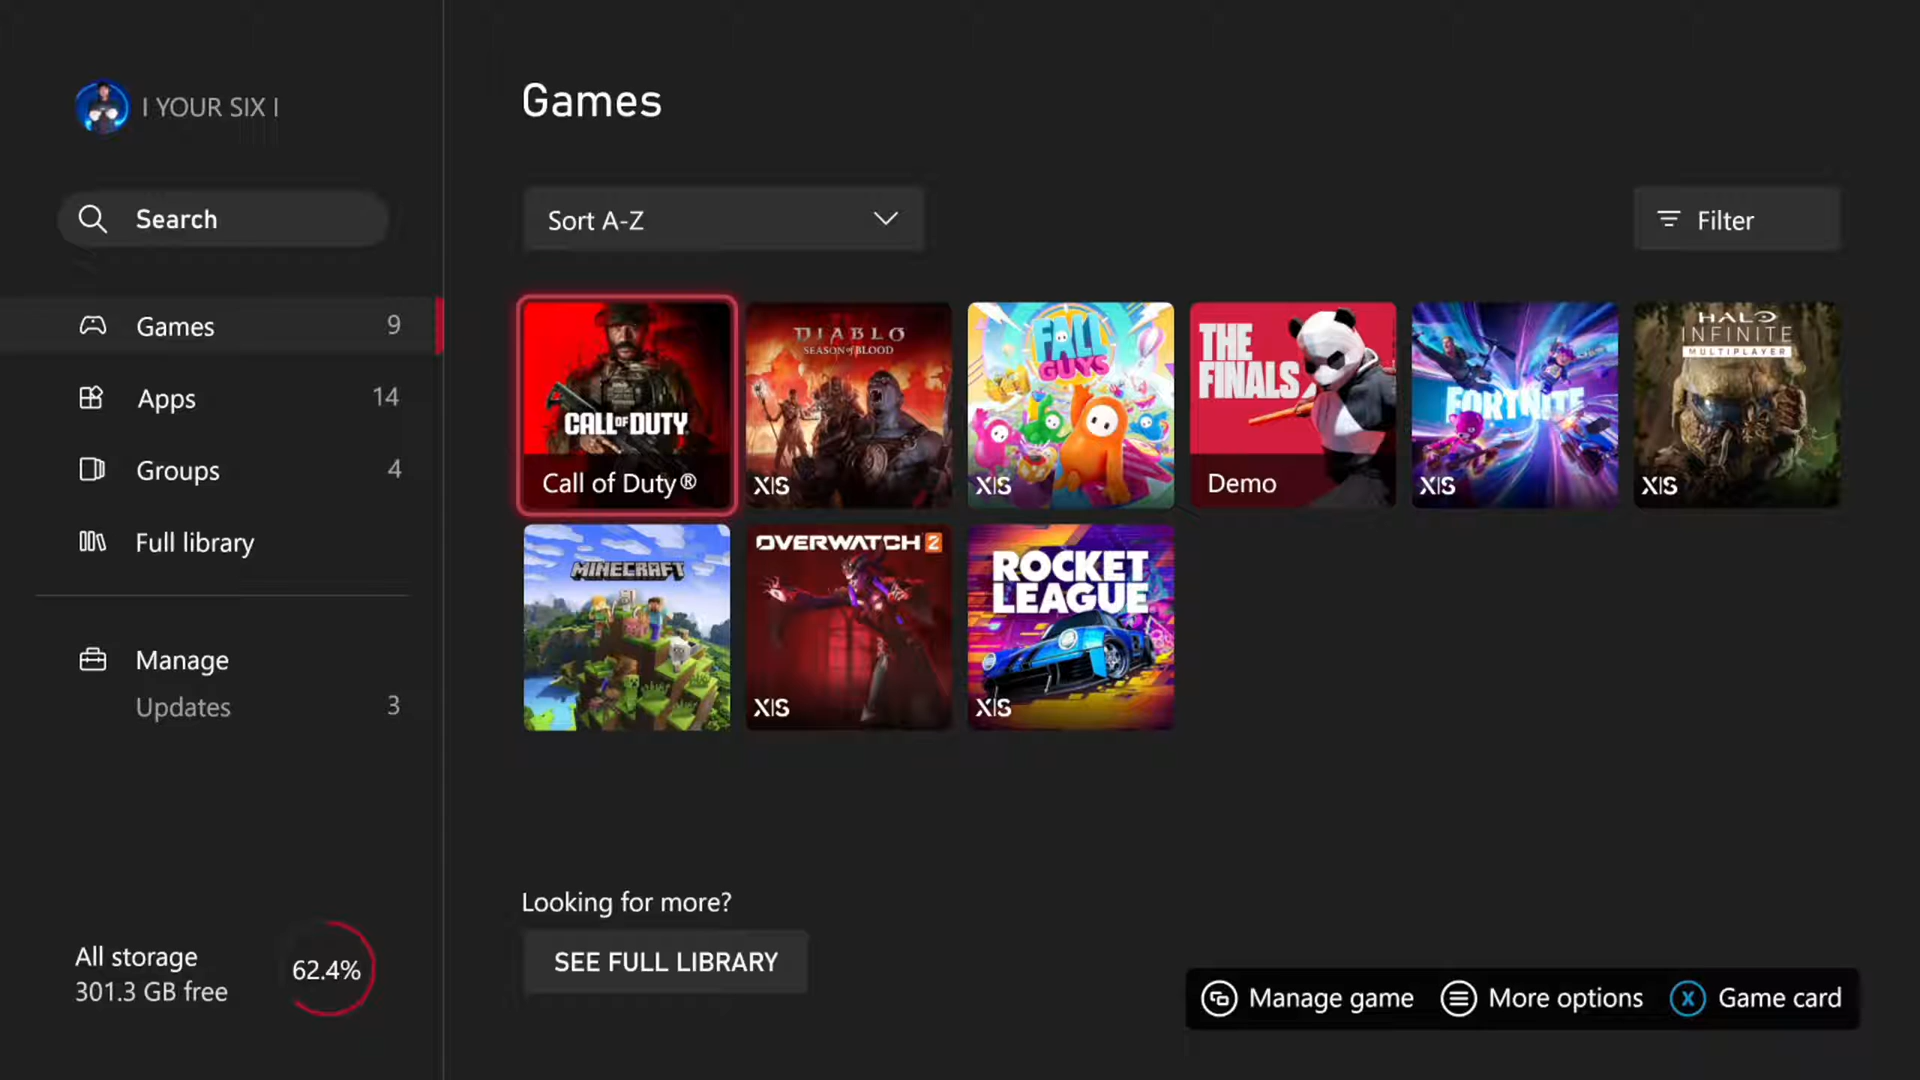 I YOUR SIX I
Search
Games 9
Apps 14
Groups 4
Full library
Manage
Updates 3
All storage
301.3 GB free
62.4%
Games
Sort A-Z
Filter
CALL OF DUTY
Call of Duty®
DIABLO
SEASON OF BLOOD
X|S
FALL
GUYS
X|S
THE
FINALS
Demo
FORTNITE
X|S
HALO
INFINITE
MULTIPLAYER
X|S
MINECRAFT
OVERWATCH 2
X|S
ROCKET
LEAGUE
X|S
Looking for more?
SEE FULL LIBRARY
Manage game
More options
X Game card